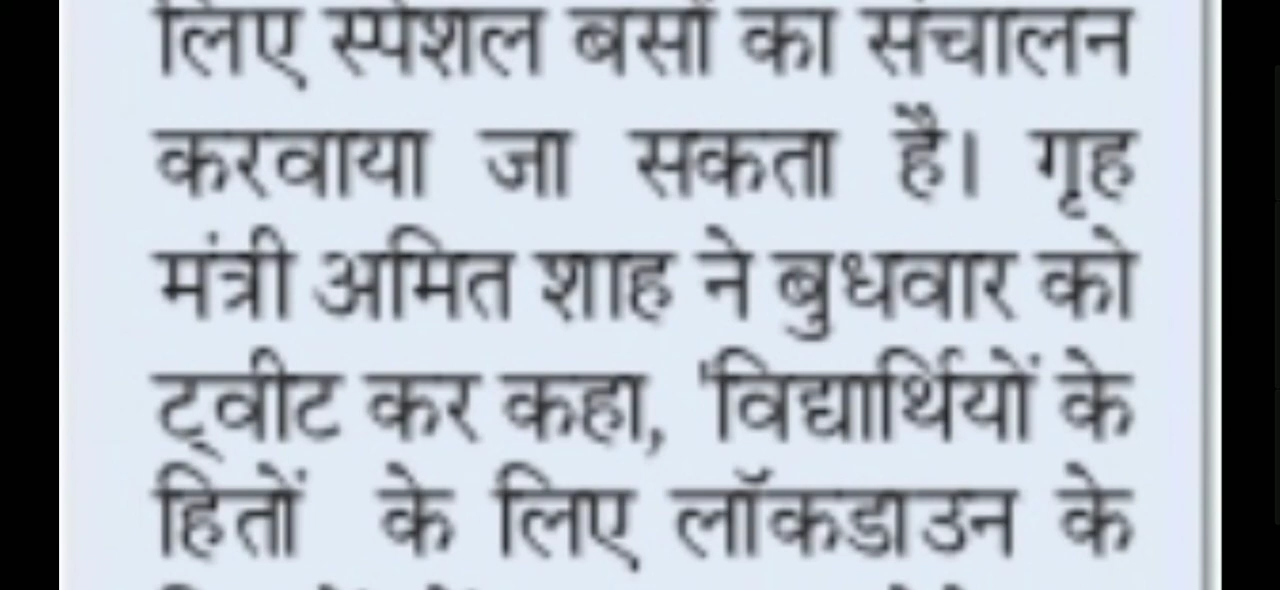 लिए स्पेशल बसों का संचालन
करवाया जा सकता है। गृह
मंत्री अमित शाह ने बुधवार को
ट्वीट कर कहा, 'विद्यार्थियों के
हितों के लिए लॉकडाउन के